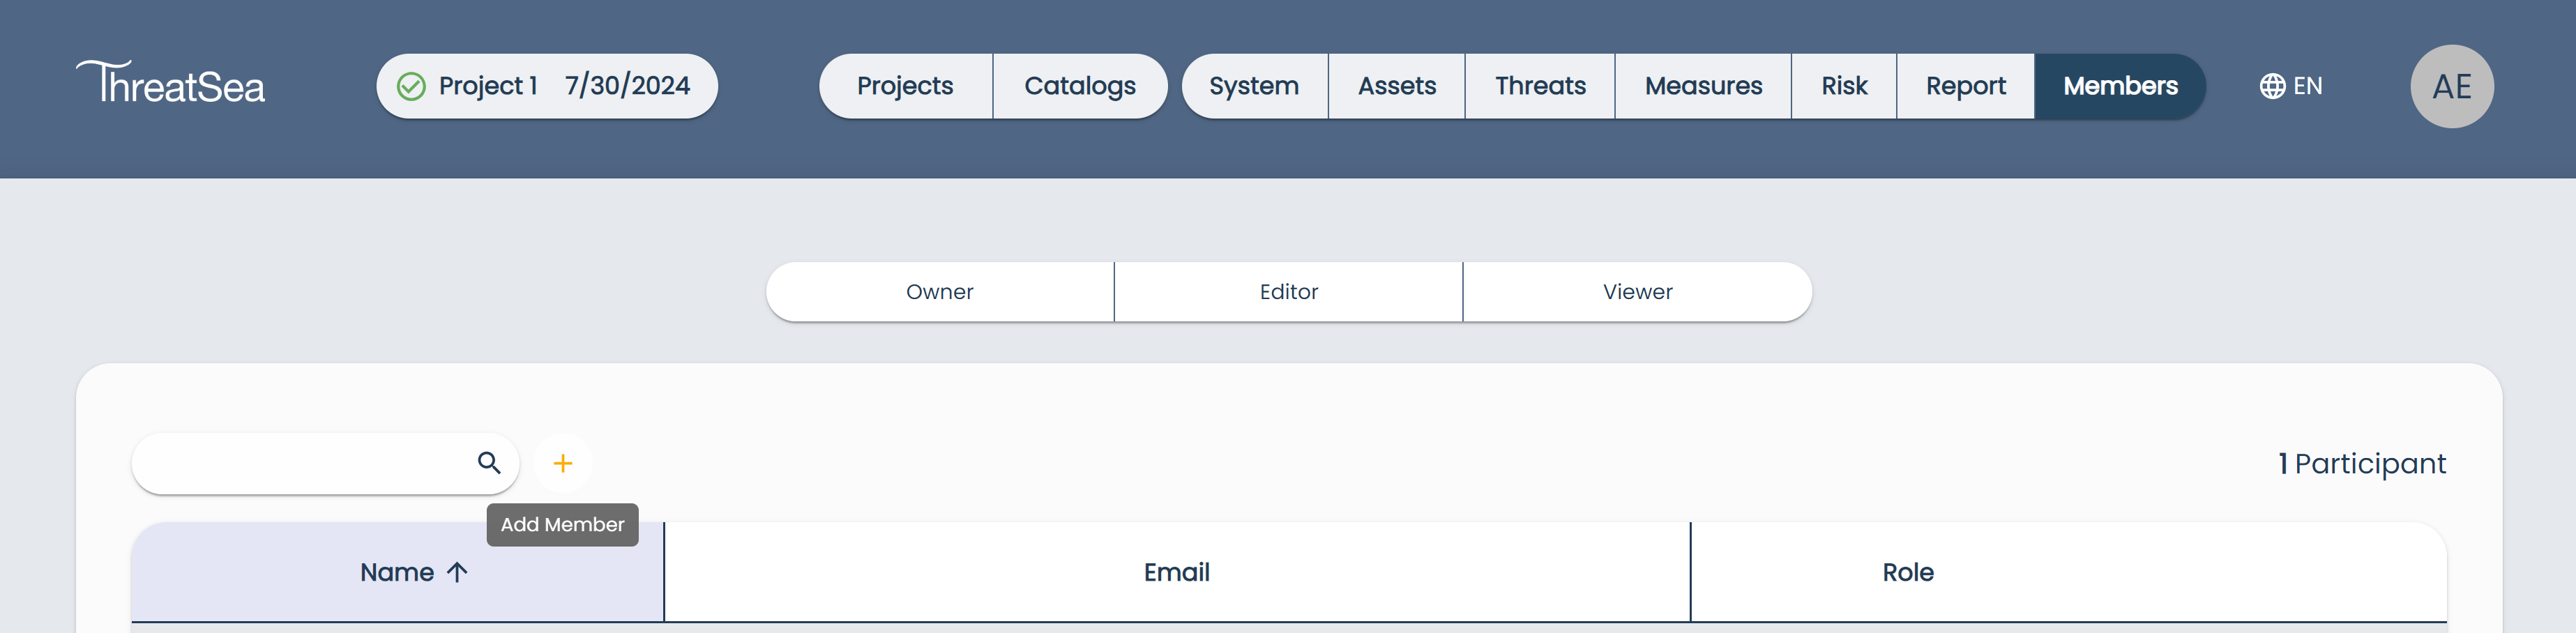 ThreatSea
Project 1 7/30/2024
Projects Catalogs
System Assets Threats Measures Risk Report Members
EN
AE
Owner Editor Viewer
1 Participant
Add Member
Name Email Role